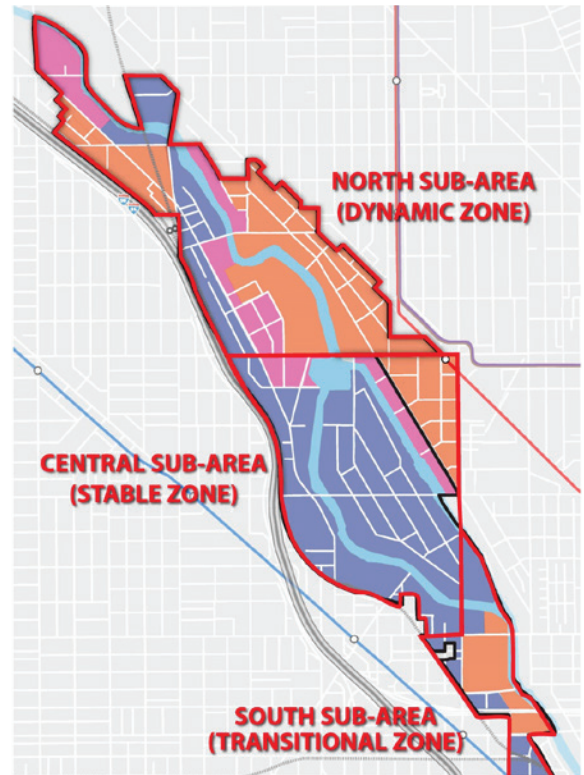 NORTH SUB-AREA
(DYNAMIC ZONE)
CENTRAL SUB-AREA
(STABLE ZONE)
SOUTH SUB-AREA
(TRANSITIONAL ZONE)